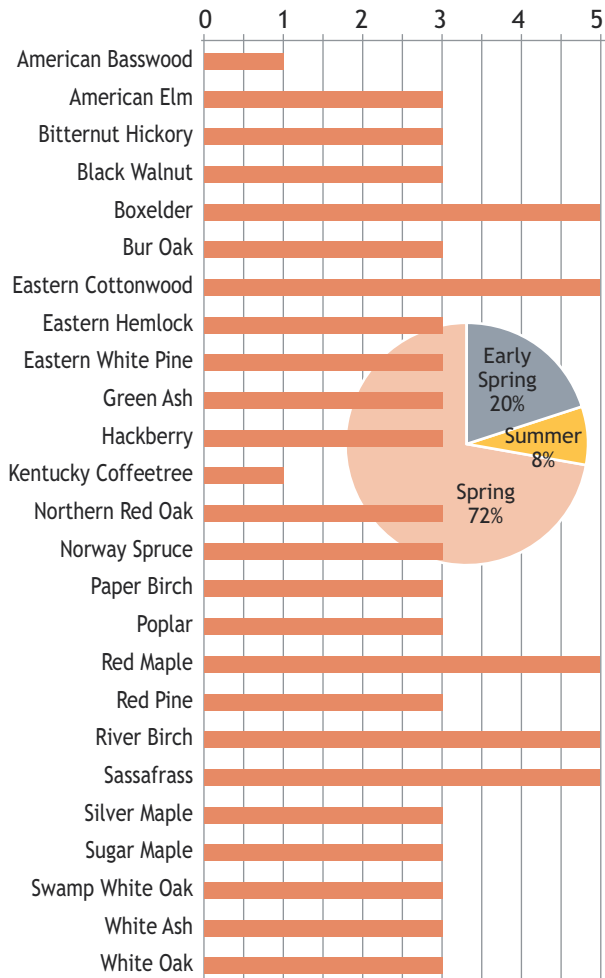 0 1 2 3 4 5
American Basswood
American Elm
Bitternut Hickory
Black Walnut
Boxelder
Bur Oak
Eastern Cottonwood
Eastern Hemlock
Eastern White Pine
Green Ash
Hackberry
Kentucky Coffeetree
Northern Red Oak
Norway Spruce
Paper Birch
Poplar
Red Maple
Red Pine
River Birch
Sassafrass
Silver Maple
Sugar Maple
Swamp White Oak
White Ash
White Oak
Early
Spring
20%
Summer
8%
Spring
72%